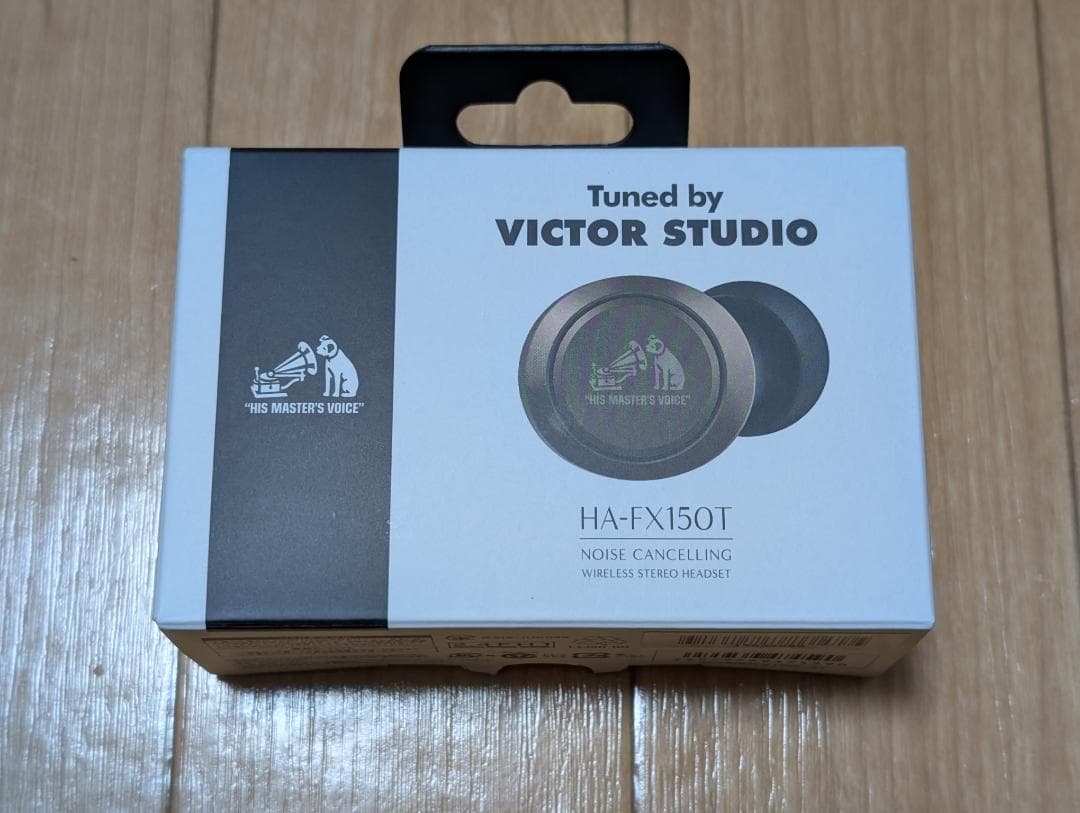 Tuned by
VICTOR STUDIO
"HIS MASTER'S VOICE"
"HIS MASTER'S VOICE"
HA-FX150T
NOISE CANCELLING
WIRELESS STEREO HEADSET